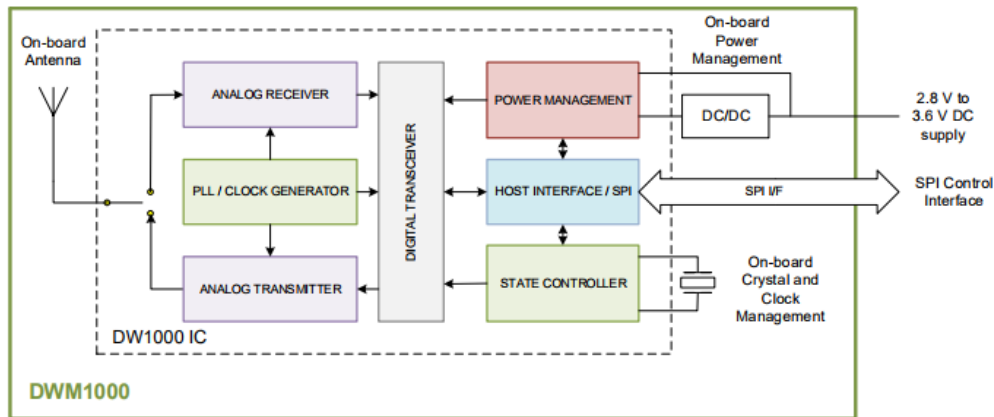 On-board
Antenna
On-board
Power
Management
ANALOG RECEIVER
POWER MANAGEMENT
DC/DC
2.8 V to
3.6 V DC
supply
PLL / CLOCK GENERATOR
DIGITAL TRANSCEIVER
HOST INTERFACE / SPI
SPI I/F
SPI Control
Interface
ANALOG TRANSMITTER
STATE CONTROLLER
On-board
Crystal and
Clock
Management
DW1000 IC
DWM1000